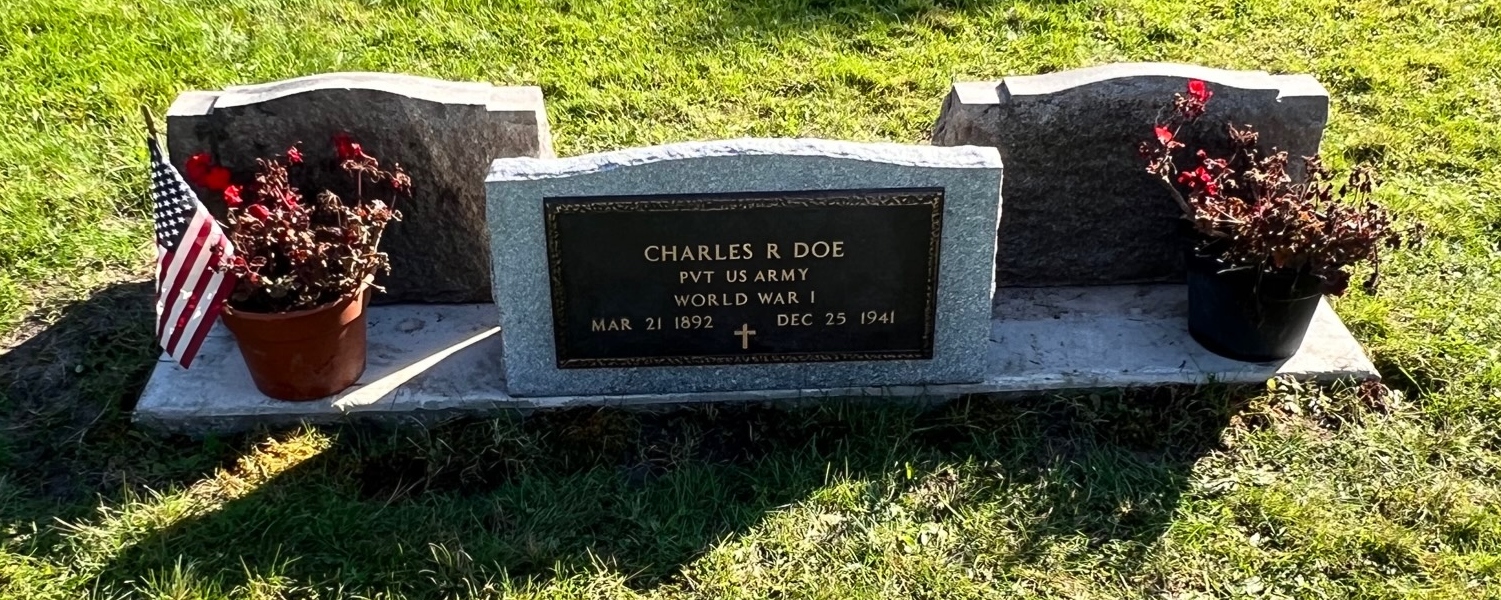 CHARLES R DOE
PVT US ARMY
WORLD WAR I
MAR 21 1892 DEC 25 1941